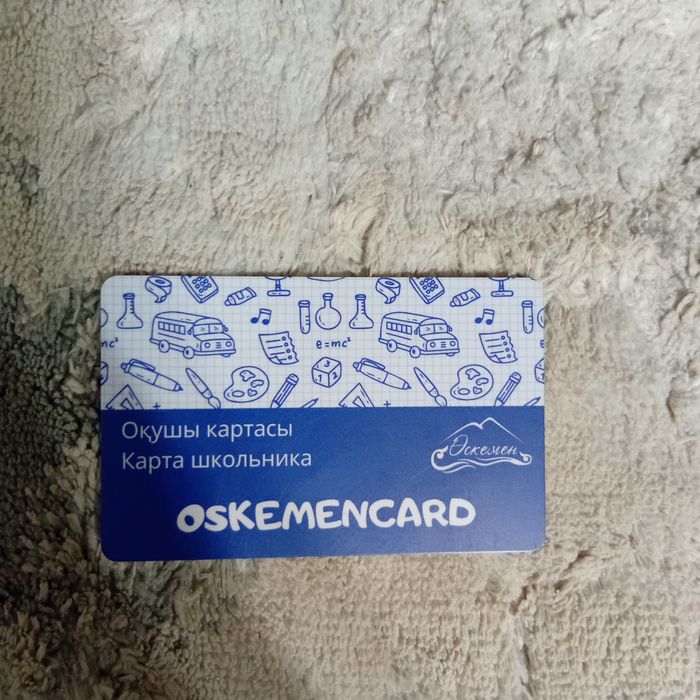 e=mc²
e=mc²
Оқушы картасы
Карта школьника
Өскемен
OSKEMENCARD